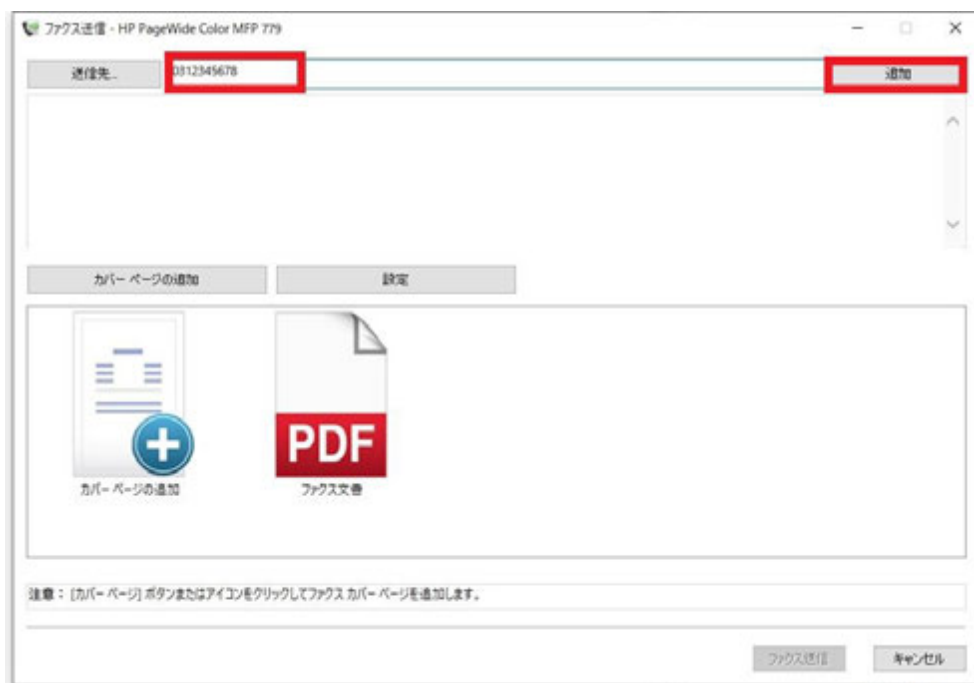 ファクス送信 - HP PageWide Color MFP 779
送信先...
0312345678
追加
カバー ページの追加
設定
PDF
カバー ページの追加
ファクス文書
注意： [カバー ページ] ボタンまたはアイコンをクリックしてファクス カバー ページを追加します。
ファクス送信
キャンセル